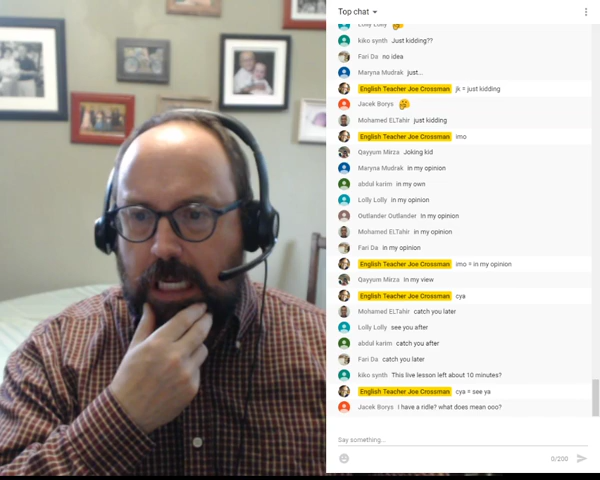 Top chat
Lolly Lolly
kiko synth Just kidding??
Fari Da no idea
Maryna Mudrak just...
English Teacher Joe Crossman jk = just kidding
Jacek Borys
Mohamed ELTahir just kidding
English Teacher Joe Crossman imo
Qayyum Mirza Joking kid
Maryna Mudrak in my opinion
abdul karim in my own
Lolly Lolly in my opinion
Outlander Outlander In my opinion
Mohamed ELTahir in my opinion
Fari Da in my opinion
English Teacher Joe Crossman imo = in my opinion
Qayyum Mirza In my view
English Teacher Joe Crossman cya
Mohamed ELTahir catch you later
Lolly Lolly see you after
abdul karim catch you after
Fari Da catch you later
kiko synth This live lesson left about 10 minutes?
English Teacher Joe Crossman cya = see ya
Jacek Borys I have a ridle? what does mean ooo?
Say something...
0/200